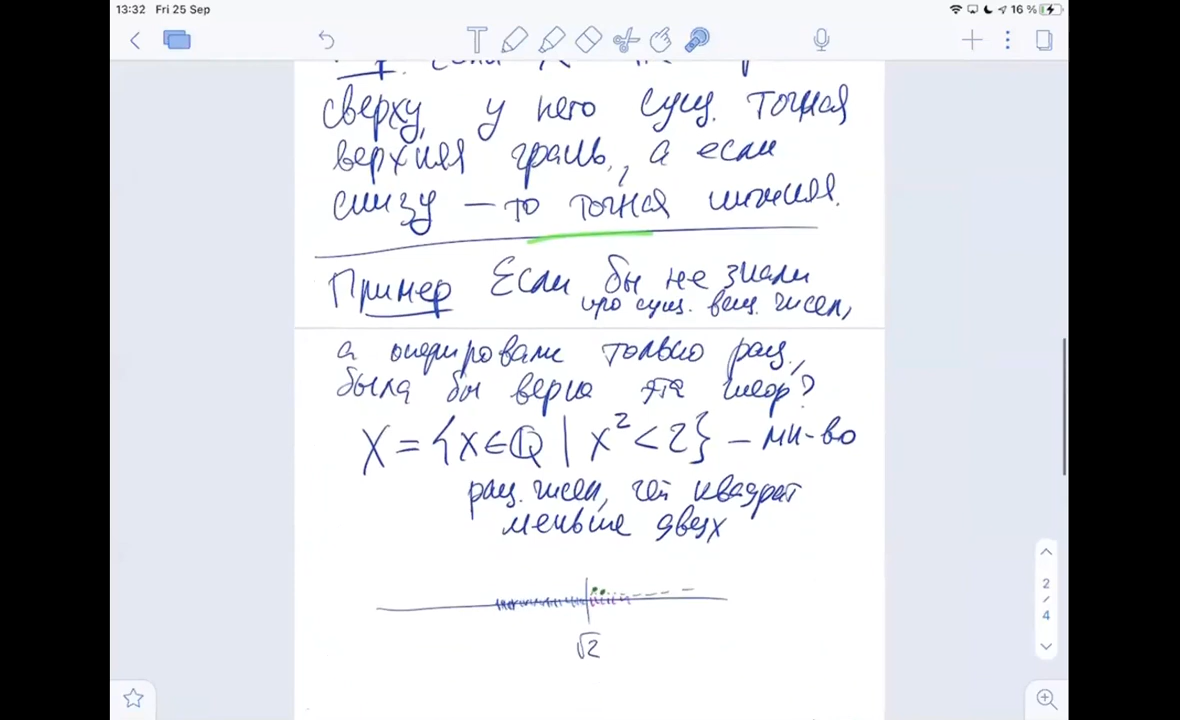 13:32 Fri 25 Sep
16 %
сверху, у него сущ. точная
верхняя грань, а если
снизу – то точная нижняя.
Пример Если бы не знали
про сущ. вещ. чисел,
а оперировали только рац.,
была бы верна эта теор?
X = {x∈ℚ | x² < 2} – мн-во
рац. чисел, чей квадрат
меньше двух
√2
2
/
4